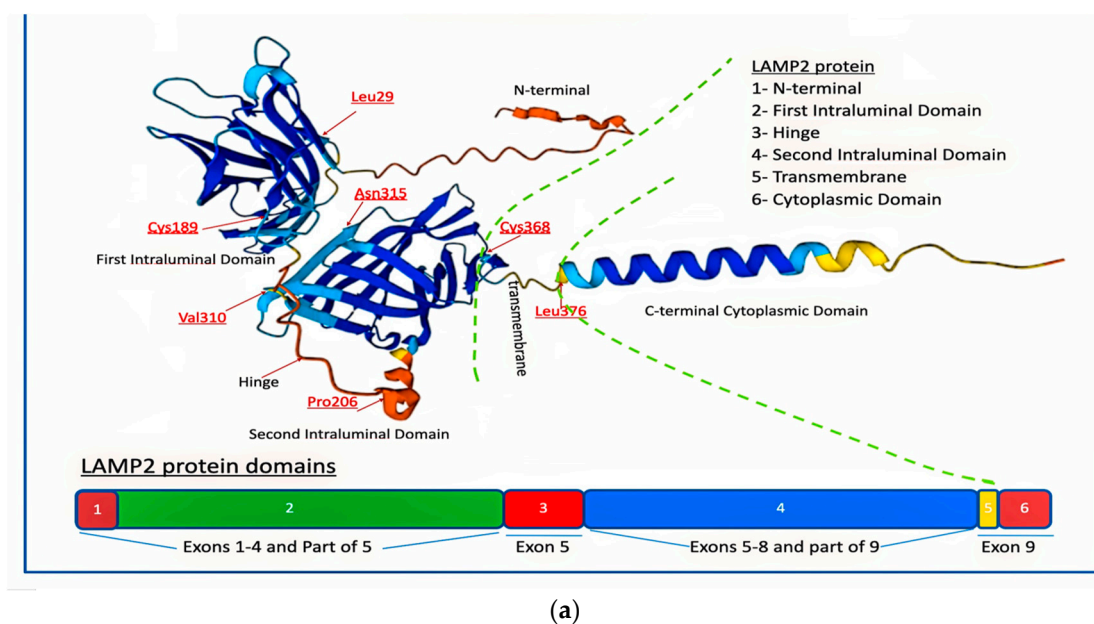 N-terminal
LAMP2 protein
1- N-terminal
2- First Intraluminal Domain
3- Hinge
4- Second Intraluminal Domain
5- Transmembrane
6- Cytoplasmic Domain
Leu29
Asn315
Cys189
Cys368
First Intraluminal Domain
Val310
transmembrane
Leu376
C-terminal Cytoplasmic Domain
Hinge
Pro206
Second Intraluminal Domain
LAMP2 protein domains
1 2 3 4 5 6
Exons 1-4 and Part of 5 Exon 5 Exons 5-8 and part of 9 Exon 9
(a)